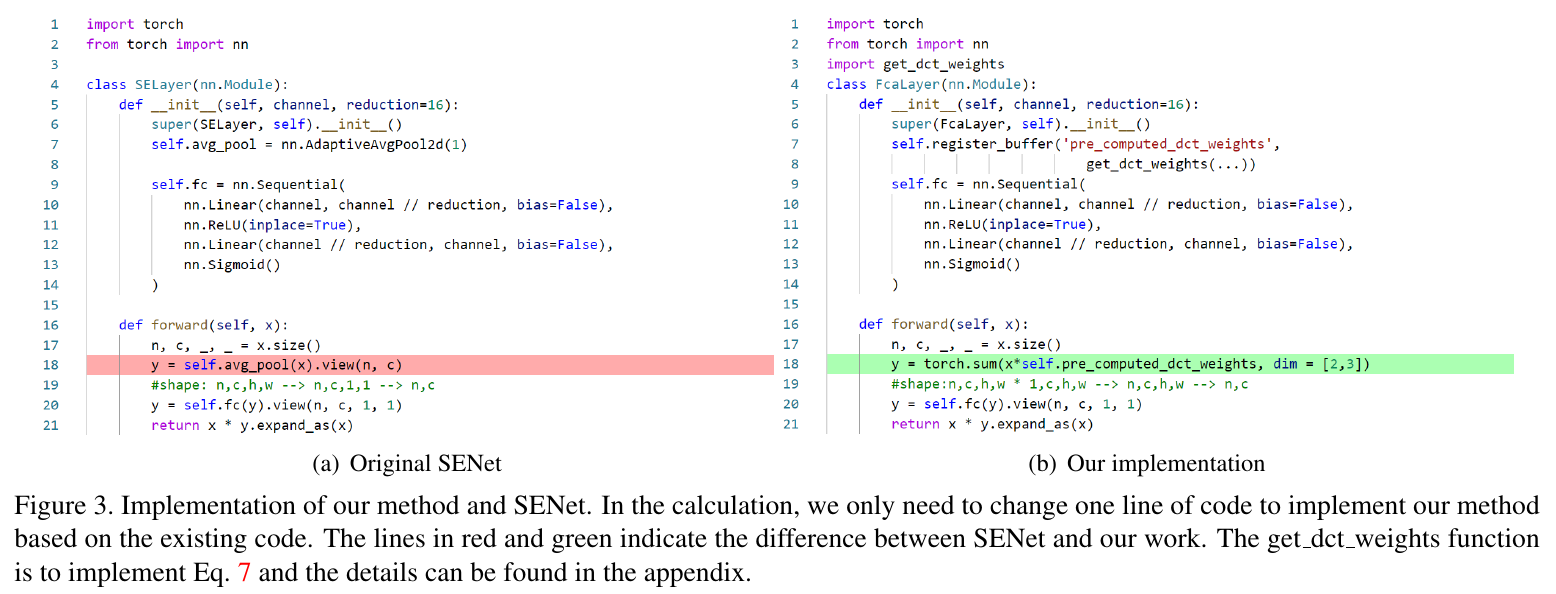 1 import torch
2 from torch import nn
3
4 class SELayer(nn.Module):
5 def __init__(self, channel, reduction=16):
6 super(SELayer, self).__init__()
7 self.avg_pool = nn.AdaptiveAvgPool2d(1)
8
9 self.fc = nn.Sequential(
10 nn.Linear(channel, channel // reduction, bias=False),
11 nn.ReLU(inplace=True),
12 nn.Linear(channel // reduction, channel, bias=False),
13 nn.Sigmoid()
14 )
15
16 def forward(self, x):
17 n, c, _, _ = x.size()
18 y = self.avg_pool(x).view(n, c)
19 #shape: n,c,h,w --> n,c,1,1 --> n,c
20 y = self.fc(y).view(n, c, 1, 1)
21 return x * y.expand_as(x)
(a) Original SENet
1 import torch
2 from torch import nn
3 import get_dct_weights
4 class FcaLayer(nn.Module):
5 def __init__(self, channel, reduction=16):
6 super(FcaLayer, self).__init__()
7 self.register_buffer('pre_computed_dct_weights',
8 get_dct_weights(...))
9 self.fc = nn.Sequential(
10 nn.Linear(channel, channel // reduction, bias=False),
11 nn.ReLU(inplace=True),
12 nn.Linear(channel // reduction, channel, bias=False),
13 nn.Sigmoid()
14 )
15
16 def forward(self, x):
17 n, c, _, _ = x.size()
18 y = torch.sum(x*self.pre_computed_dct_weights, dim = [2,3])
19 #shape:n,c,h,w * 1,c,h,w --> n,c,h,w --> n,c
20 y = self.fc(y).view(n, c, 1, 1)
21 return x * y.expand_as(x)
(b) Our implementation
Figure 3. Implementation of our method and SENet. In the calculation, we only need to change one line of code to implement our method
based on the existing code. The lines in red and green indicate the difference between SENet and our work. The get_dct_weights function
is to implement Eq. 7 and the details can be found in the appendix.